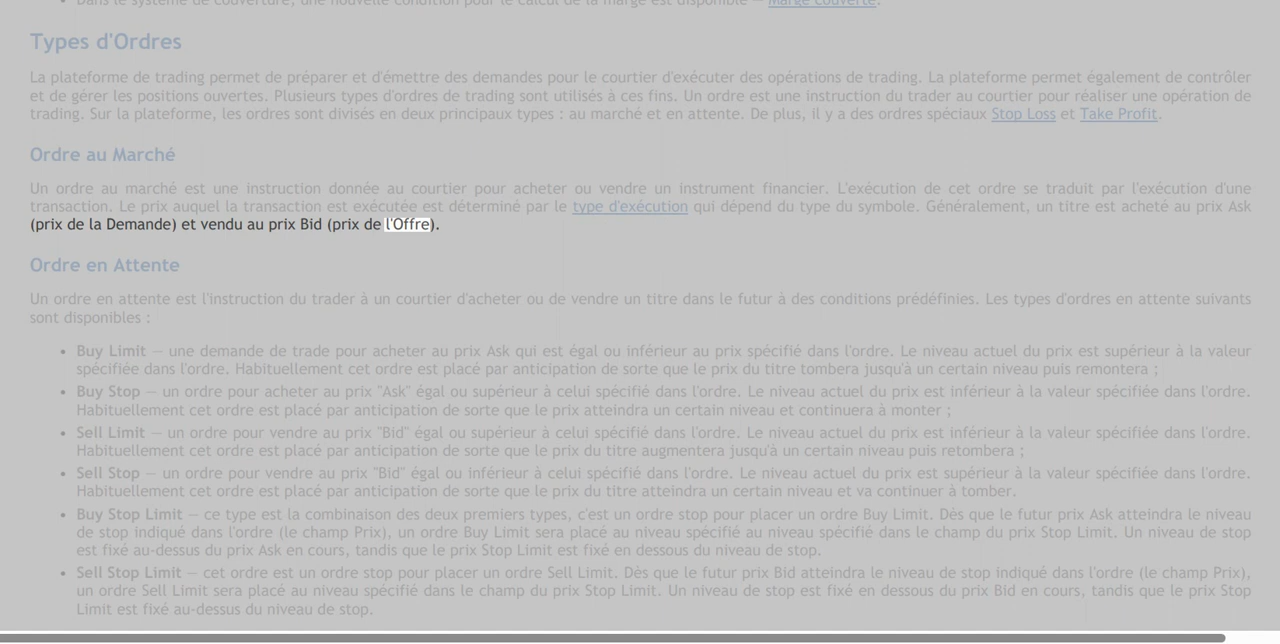 Dans le système de couverture, une nouvelle condition pour le calcul de la marge est disponible — Marge couverte.
Types d'Ordres
La plateforme de trading permet de préparer et d'émettre des demandes pour le courtier d'exécuter des opérations de trading. La plateforme permet également de contrôler
et de gérer les positions ouvertes. Plusieurs types d'ordres de trading sont utilisés à ces fins. Un ordre est une instruction du trader au courtier pour réaliser une opération de
trading. Sur la plateforme, les ordres sont divisés en deux principaux types : au marché et en attente. De plus, il y a des ordres spéciaux Stop Loss et Take Profit.
Ordre au Marché
Un ordre au marché est une instruction donnée au courtier pour acheter ou vendre un instrument financier. L'exécution de cet ordre se traduit par l'exécution d'une
transaction. Le prix auquel la transaction est exécutée est déterminé par le type d'exécution qui dépend du type du symbole. Généralement, un titre est acheté au prix Ask
(prix de la Demande) et vendu au prix Bid (prix de l'Offre).
Ordre en Attente
Un ordre en attente est l'instruction du trader à un courtier d'acheter ou de vendre un titre dans le futur à des conditions prédéfinies. Les types d'ordres en attente suivants
sont disponibles :
• Buy Limit — une demande de trade pour acheter au prix Ask qui est égal ou inférieur au prix spécifié dans l'ordre. Le niveau actuel du prix est supérieur à la valeur
spécifiée dans l'ordre. Habituellement cet ordre est placé par anticipation de sorte que le prix du titre tombera jusqu'à un certain niveau puis remontera ;
• Buy Stop — un ordre pour acheter au prix "Ask" égal ou supérieur à celui spécifié dans l'ordre. Le niveau actuel du prix est inférieur à la valeur spécifiée dans l'ordre.
Habituellement cet ordre est placé par anticipation de sorte que le prix atteindra un certain niveau et continuera à monter ;
• Sell Limit — un ordre pour vendre au prix "Bid" égal ou supérieur à celui spécifié dans l'ordre. Le niveau actuel du prix est inférieur à la valeur spécifiée dans l'ordre.
Habituellement cet ordre est placé par anticipation de sorte que le prix du titre augmentera jusqu'à un certain niveau puis retombera ;
• Sell Stop — un ordre pour vendre au prix "Bid" égal ou inférieur à celui spécifié dans l'ordre. Le niveau actuel du prix est supérieur à la valeur spécifiée dans l'ordre.
Habituellement cet ordre est placé par anticipation de sorte que le prix du titre atteindra un certain niveau et va continuer à tomber.
• Buy Stop Limit — ce type est la combinaison des deux premiers types, c'est un ordre stop pour placer un ordre Buy Limit. Dès que le futur prix Ask atteindra le niveau
de stop indiqué dans l'ordre (le champ Prix), un ordre Buy Limit sera placé au niveau spécifié au niveau spécifié dans le champ du prix Stop Limit. Un niveau de stop
est fixé au-dessus du prix Ask en cours, tandis que le prix Stop Limit est fixé en dessous du niveau de stop.
• Sell Stop Limit — cet ordre est un ordre stop pour placer un ordre Sell Limit. Dès que le futur prix Bid atteindra le niveau de stop indiqué dans l'ordre (le champ Prix),
un ordre Sell Limit sera placé au niveau spécifié dans le champ du prix Stop Limit. Un niveau de stop est fixé en dessous du prix Bid en cours, tandis que le prix Stop
Limit est fixé au-dessus du niveau de stop.